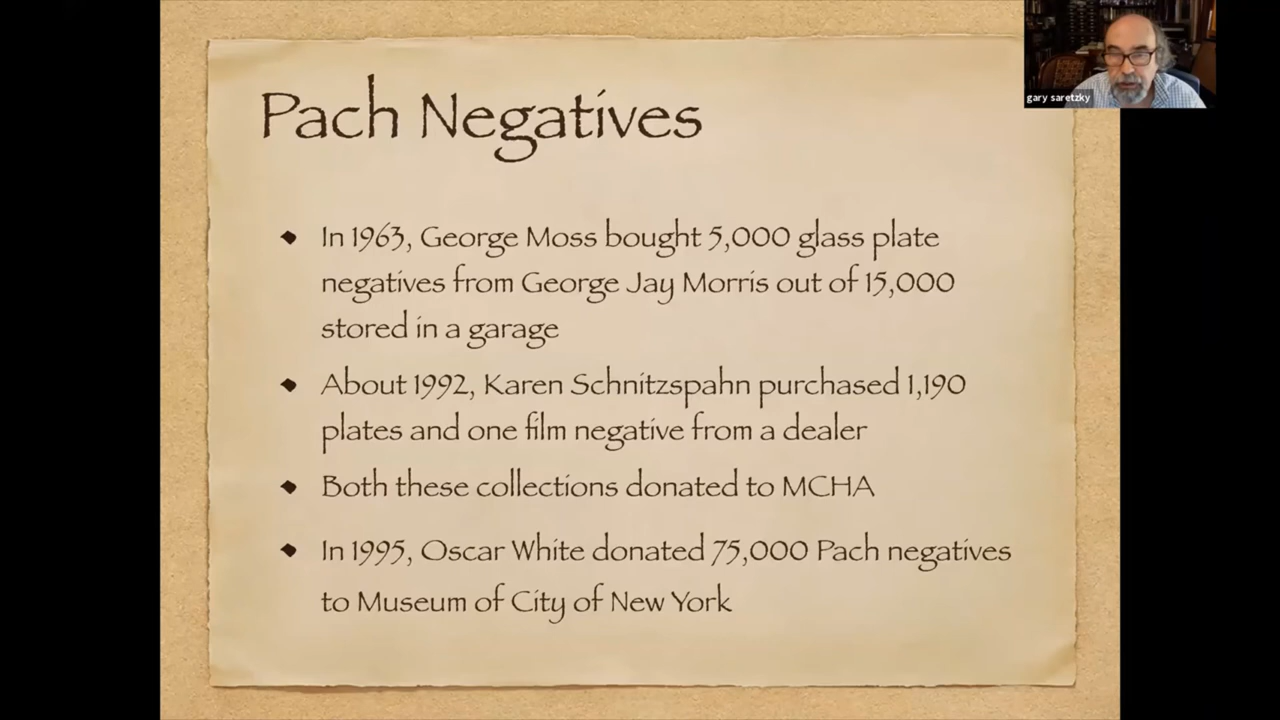 Pach Negatives
gary saretzky
In 1963, George Moss bought 5,000 glass plate
negatives from George Jay Morris out of 15,000
stored in a garage
About 1992, Karen Schnitzspahn purchased 1,190
plates and one film negative from a dealer
Both these collections donated to MCHA
In 1995, Oscar White donated 75,000 Pach negatives
to Museum of City of New York